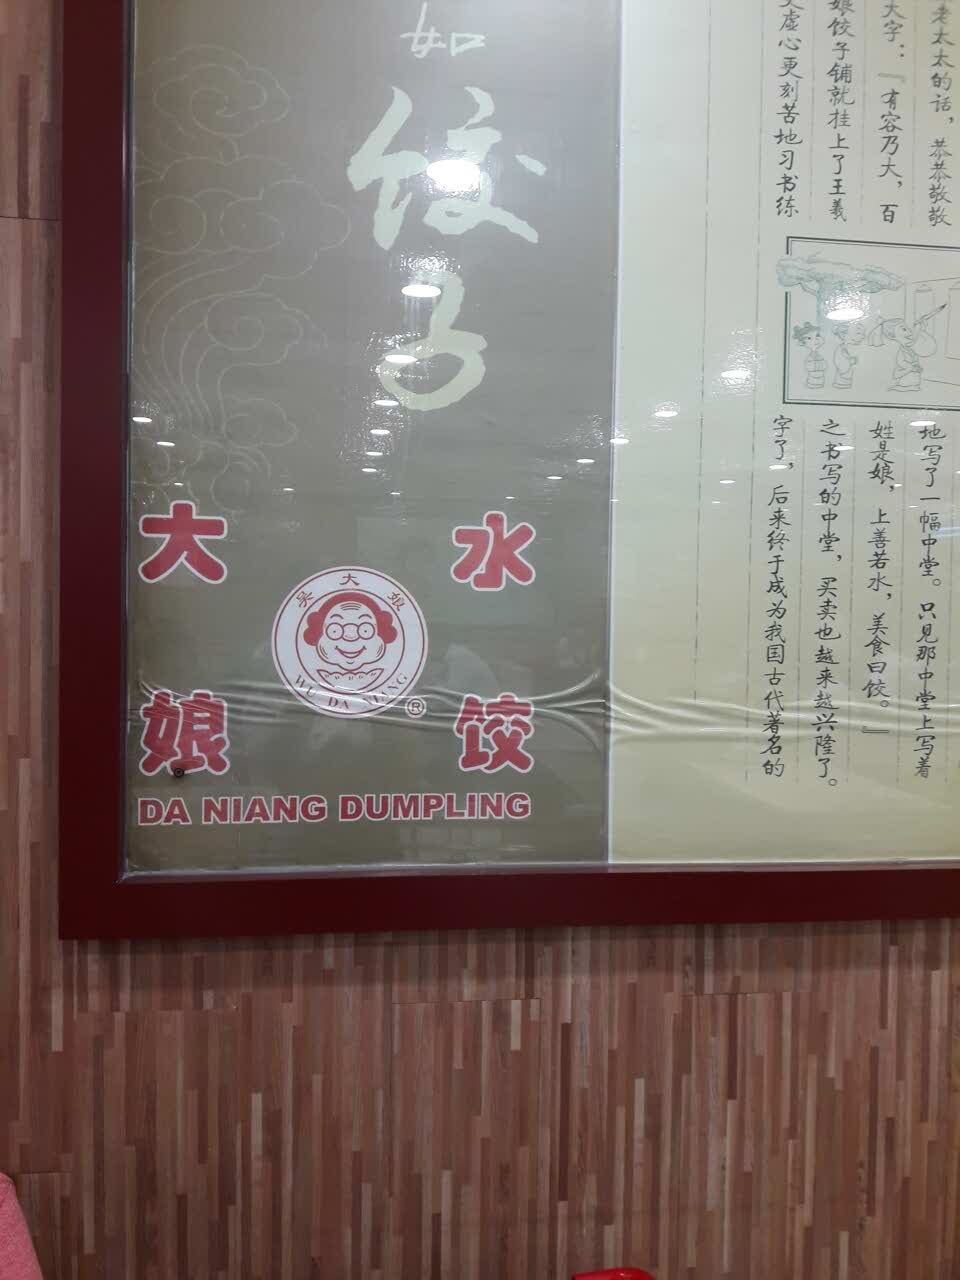 如饺子
大娘
水饺
吴大娘
WU DA NIANG
®
DA NIANG DUMPLING
老太太的话，恭恭敬敬
地写了一幅中堂。只见那中堂上写着
大字：『有容乃大，百
姓是娘，上善若水，美食曰饺。』
娘饺子铺就挂上了王羲
之书写的中堂，买卖也越来越兴隆了。
更虚心更刻苦地习书练
字了，后来终于成为我国古代著名的